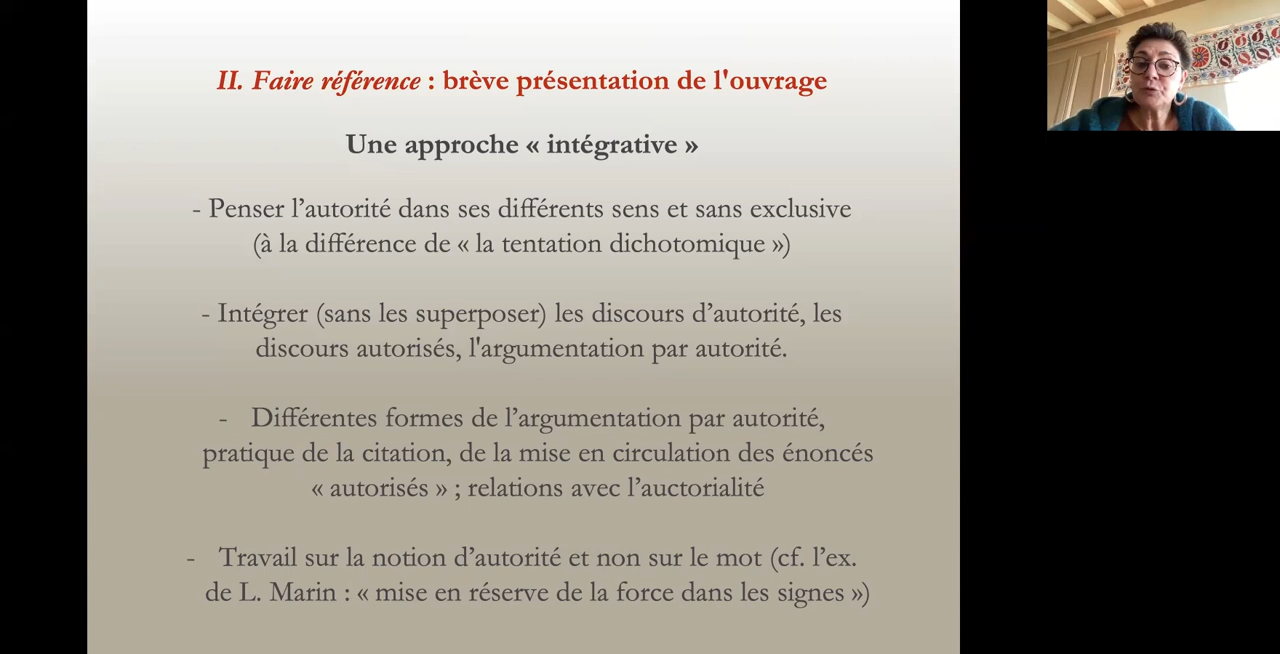 II. Faire référence : brève présentation de l'ouvrage
Une approche « intégrative »
- Penser l’autorité dans ses différents sens et sans exclusive
(à la différence de « la tentation dichotomique »)
- Intégrer (sans les superposer) les discours d’autorité, les
discours autorisés, l'argumentation par autorité.
- Différentes formes de l’argumentation par autorité,
pratique de la citation, de la mise en circulation des énoncés
« autorisés » ; relations avec l’auctorialité
- Travail sur la notion d’autorité et non sur le mot (cf. l’ex.
de L. Marin : « mise en réserve de la force dans les signes »)